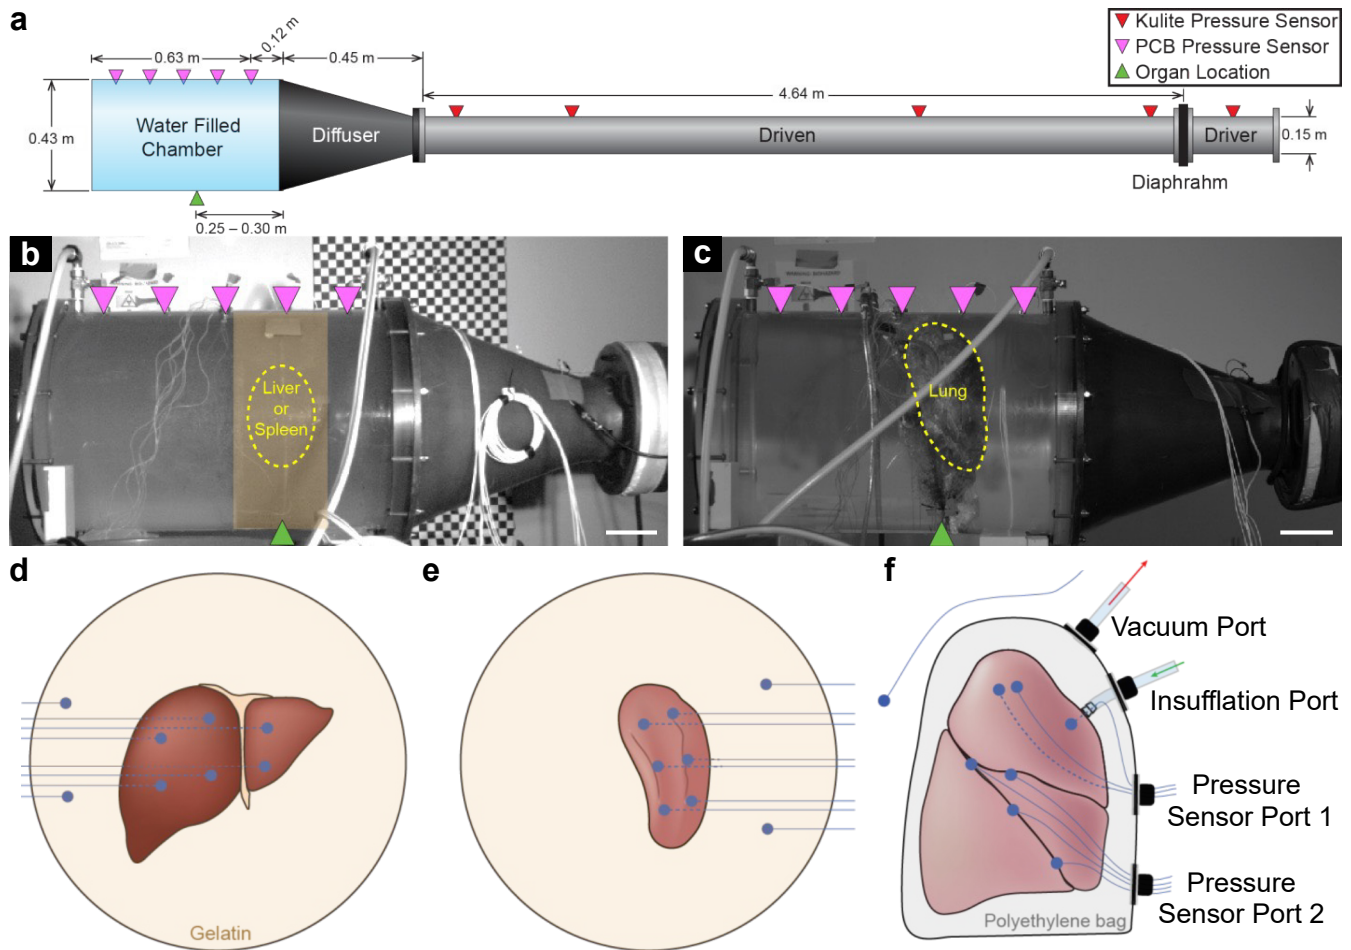 a
Kulite Pressure Sensor
PCB Pressure Sensor
Organ Location
0.12 m
0.63 m
0.45 m
4.64 m
0.43 m
Water Filled
Chamber
Diffuser
Driven
Driver
0.15 m
Diaphrahm
0.25 – 0.30 m
b
Liver
or
Spleen
c
Lung
d
Gelatin
e
f
Vacuum Port
Insufflation Port
Pressure
Sensor Port 1
Pressure
Sensor Port 2
Polyethylene bag